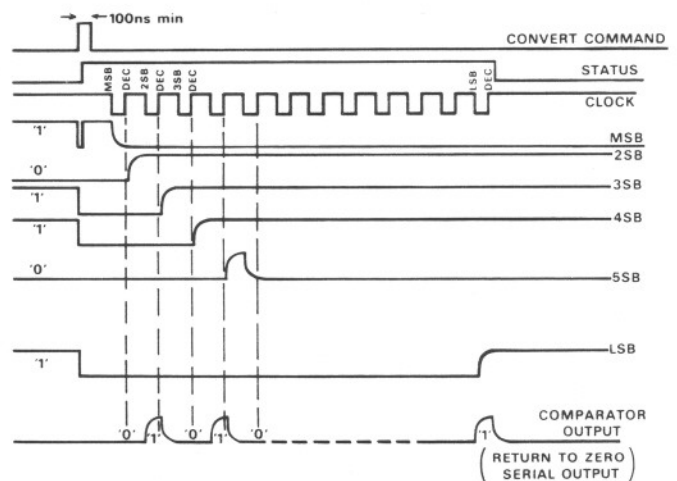 100ns min
CONVERT COMMAND
STATUS
MSB DEC 2SB DEC 3SB DEC LSB DEC
CLOCK
'1'
MSB
'0'
2SB
'1'
3SB
'1'
4SB
'0'
5SB
'1'
LSB
'0' '1' '0' '1' '0' '1'
COMPARATOR
OUTPUT
(RETURN TO ZERO
SERIAL OUTPUT)